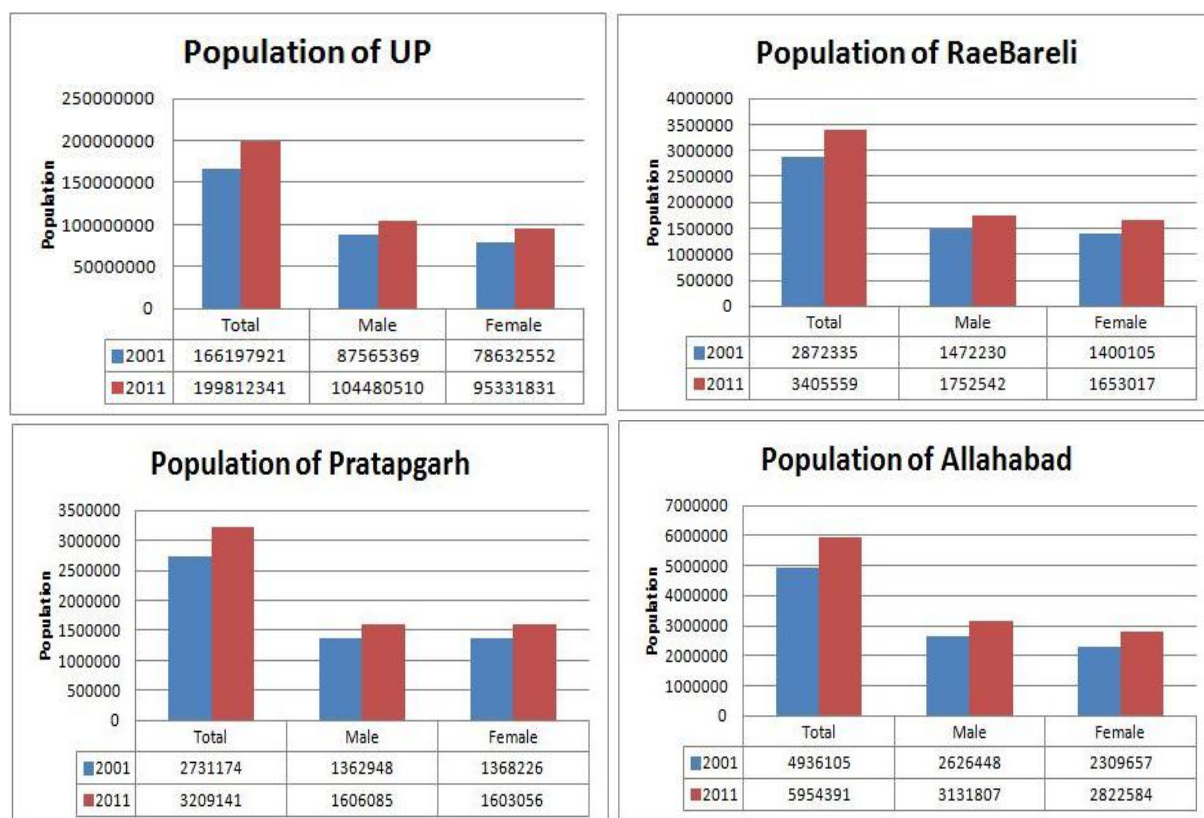 Population of UP
Population
250000000
200000000
150000000
100000000
50000000
0
Total Male Female
2001 166197921 87565369 78632552
2011 199812341 104480510 95331831
Population of RaeBareli
Population
4000000
3500000
3000000
2500000
2000000
1500000
1000000
500000
0
Total Male Female
2001 2872335 1472230 1400105
2011 3405559 1752542 1653017
Population of Pratapgarh
Population
3500000
3000000
2500000
2000000
1500000
1000000
500000
0
Total Male Female
2001 2731174 1362948 1368226
2011 3209141 1606085 1603056
Population of Allahabad
Population
7000000
6000000
5000000
4000000
3000000
2000000
1000000
0
Total Male Female
2001 4936105 2626448 2309657
2011 5954391 3131807 2822584